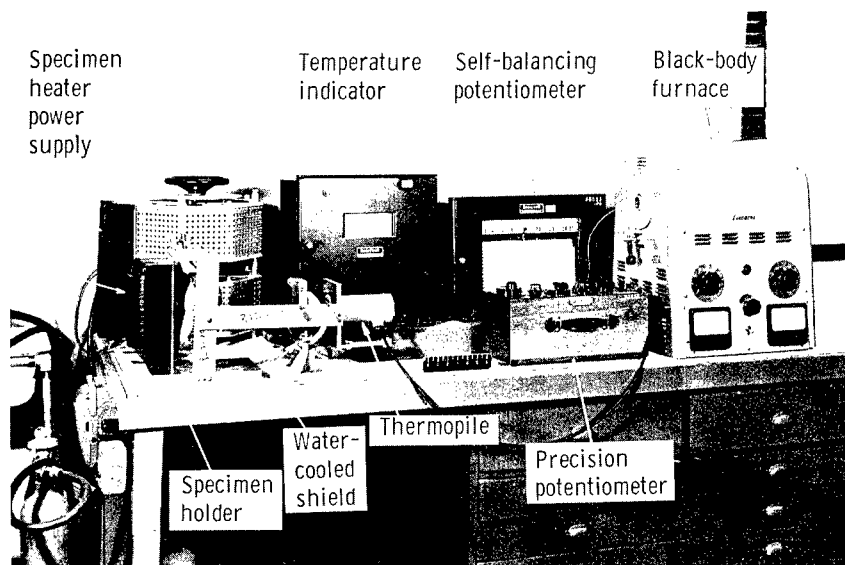 Specimen
heater
power
supply
Temperature
indicator
Self-balancing
potentiometer
Black-body
furnace
Thermopile
Water-
cooled
shield
Specimen
holder
Precision
potentiometer